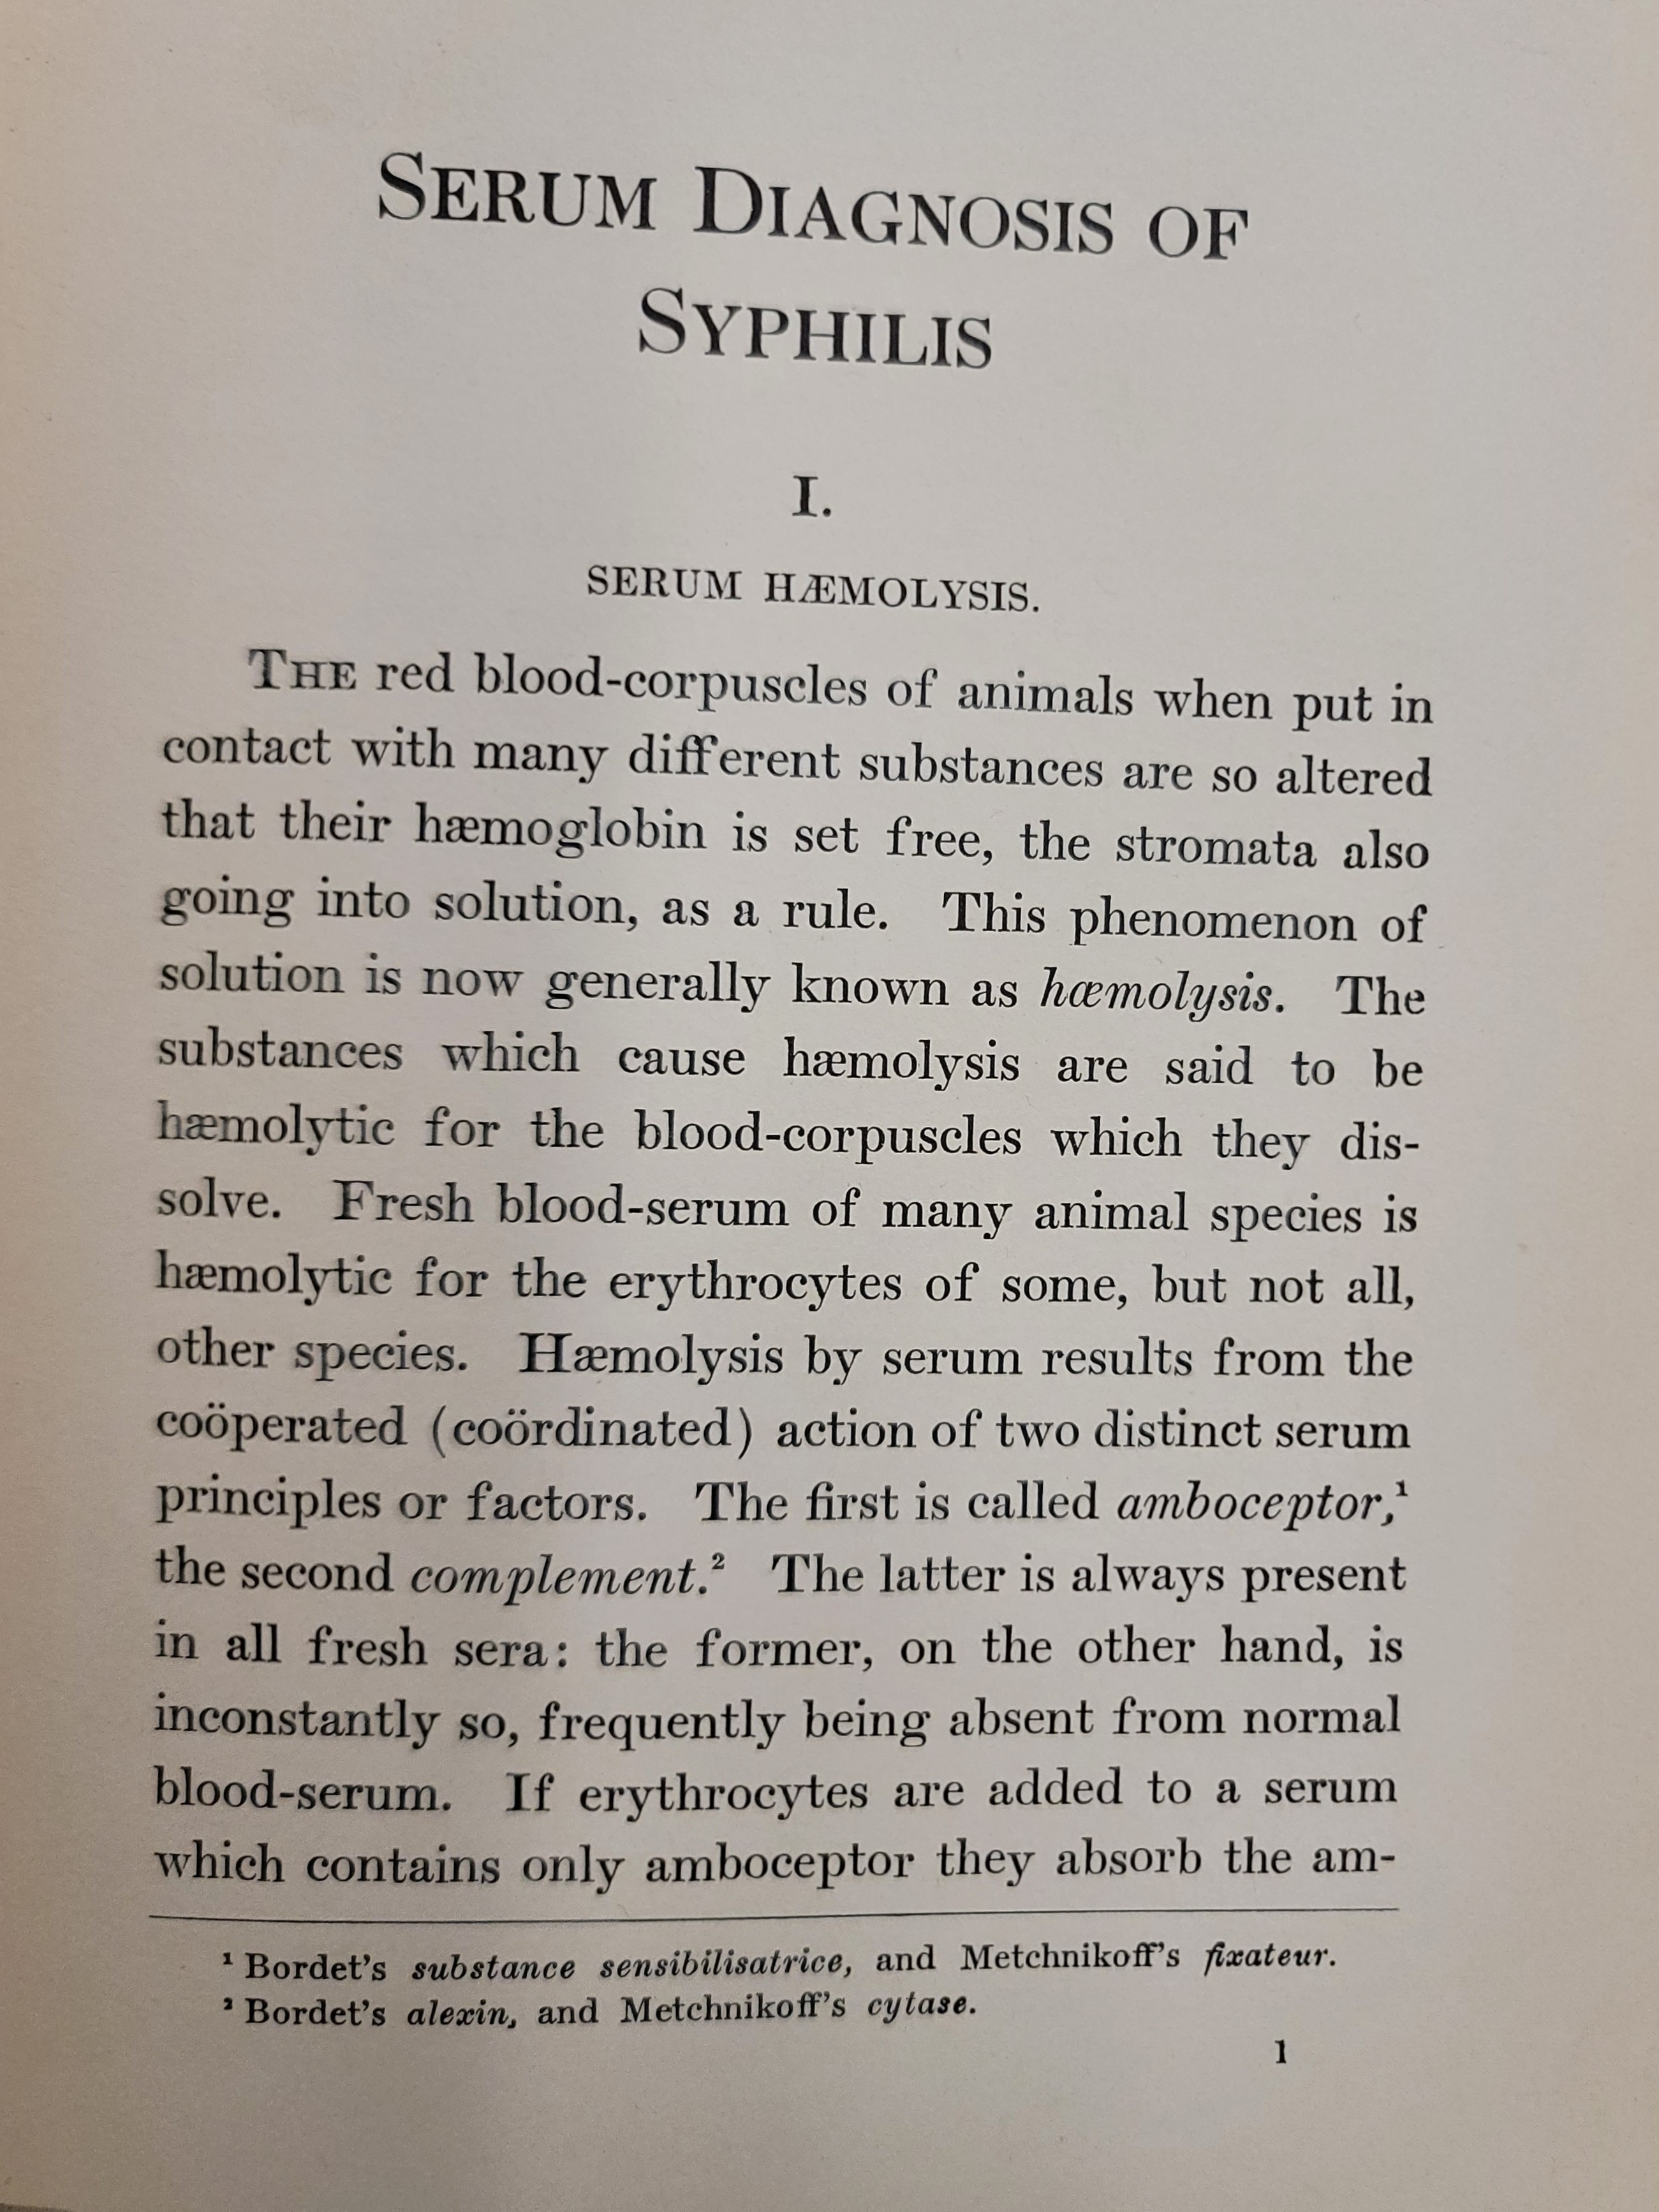 SERUM DIAGNOSIS OF
SYPHILIS
I.
SERUM HÆMOLYSIS.
THE red blood-corpuscles of animals when put in
contact with many different substances are so altered
that their hæmoglobin is set free, the stromata also
going into solution, as a rule. This phenomenon of
solution is now generally known as hæmolysis. The
substances which cause hæmolysis are said to be
hæmolytic for the blood-corpuscles which they dis-
solve. Fresh blood-serum of many animal species is
hæmolytic for the erythrocytes of some, but not all,
other species. Hæmolysis by serum results from the
coöperated (coördinated) action of two distinct serum
principles or factors. The first is called amboceptor,¹
the second complement.² The latter is always present
in all fresh sera: the former, on the other hand, is
inconstantly so, frequently being absent from normal
blood-serum. If erythrocytes are added to a serum
which contains only amboceptor they absorb the am-
¹ Bordet's substance sensibilisatrice, and Metchnikoff's fixateur.
² Bordet's alexin, and Metchnikoff's cytase.
1